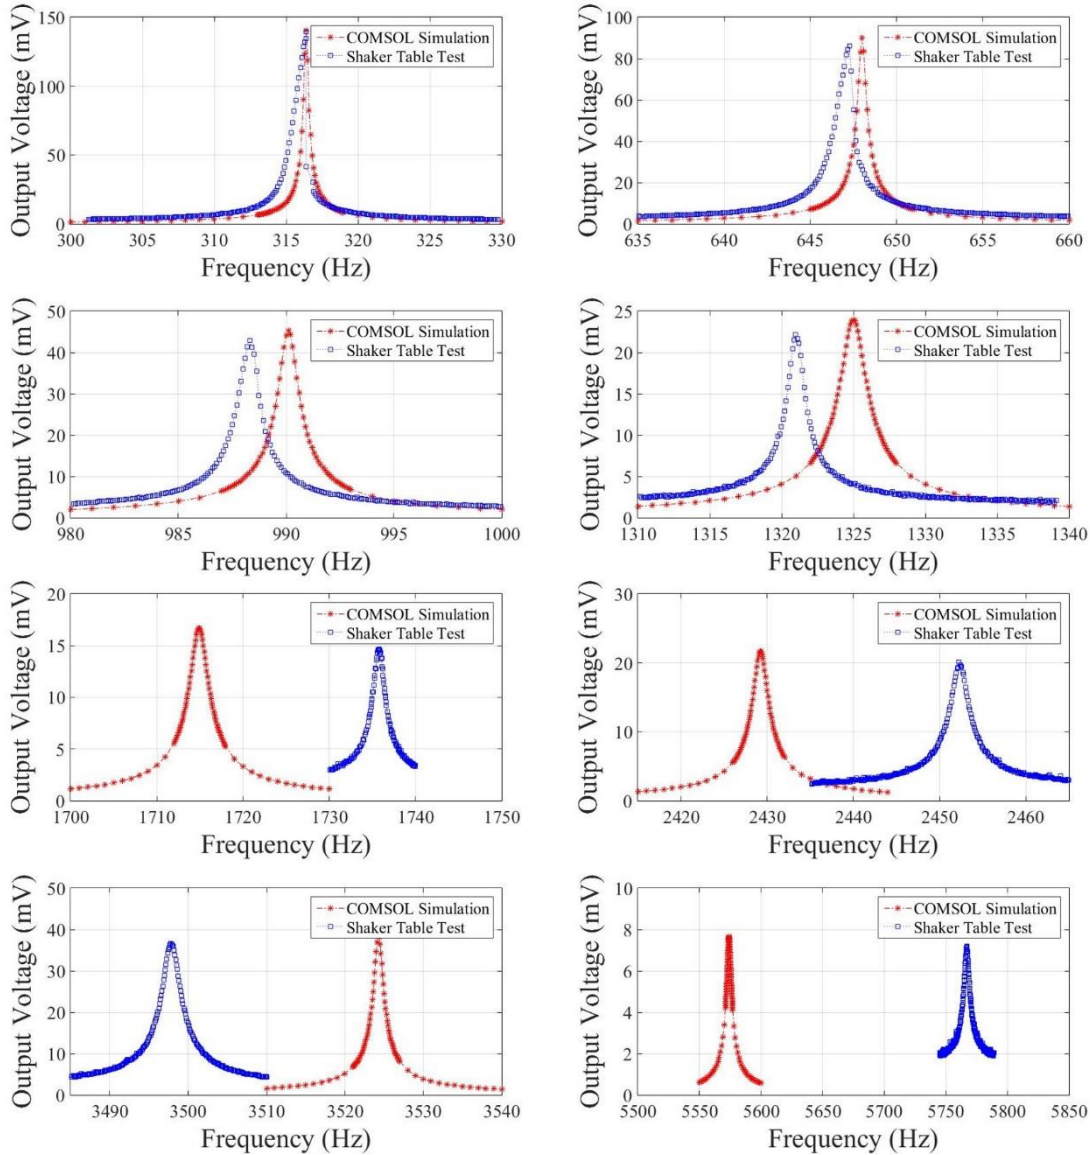 Output Voltage (mV)
150
100
50
0
300 305 310 315 320 325 330
Frequency (Hz)
COMSOL Simulation
Shaker Table Test
Output Voltage (mV)
100
80
60
40
20
0
635 640 645 650 655 660
Frequency (Hz)
COMSOL Simulation
Shaker Table Test
Output Voltage (mV)
50
40
30
20
10
0
980 985 990 995 1000
Frequency (Hz)
COMSOL Simulation
Shaker Table Test
Output Voltage (mV)
25
20
15
10
5
0
1310 1315 1320 1325 1330 1335 1340
Frequency (Hz)
COMSOL Simulation
Shaker Table Test
Output Voltage (mV)
20
15
10
5
0
1700 1710 1720 1730 1740 1750
Frequency (Hz)
COMSOL Simulation
Shaker Table Test
Output Voltage (mV)
30
20
10
0
2420 2430 2440 2450 2460
Frequency (Hz)
COMSOL Simulation
Shaker Table Test
Output Voltage (mV)
50
40
30
20
10
0
3490 3500 3510 3520 3530 3540
Frequency (Hz)
COMSOL Simulation
Shaker Table Test
Output Voltage (mV)
10
8
6
4
2
0
5500 5550 5600 5650 5700 5750 5800 5850
Frequency (Hz)
COMSOL Simulation
Shaker Table Test